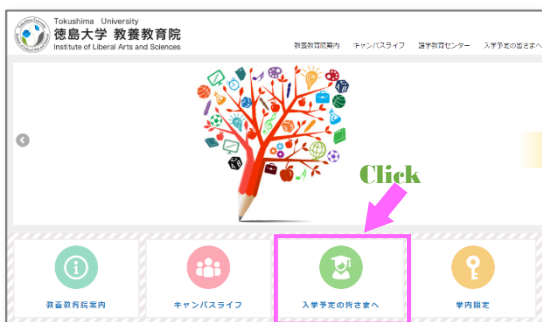 Tokushima University
徳島大学 教養教育院
Institute of Liberal Arts and Sciences
教養教育院案内 キャンパスライフ 語学教育センター 入学予定の皆さまへ
Click
教養教育院案内 キャンパスライフ 入学予定の皆さまへ 学内限定